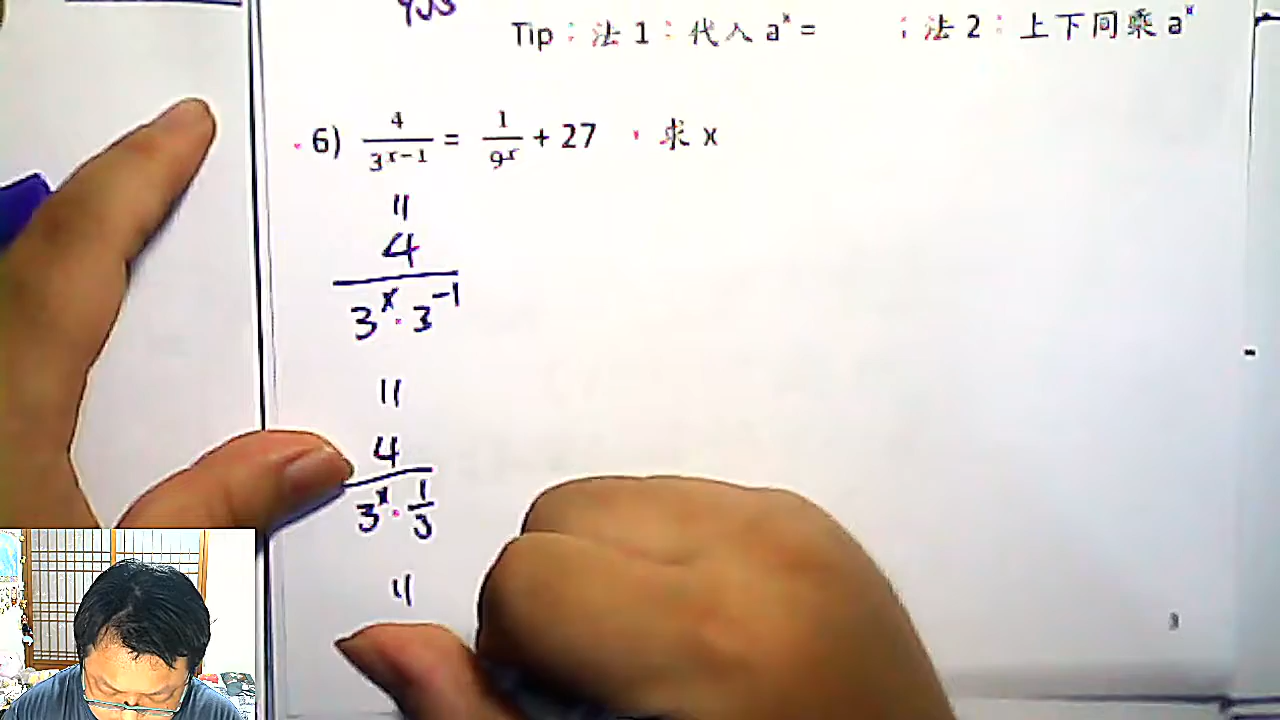 Tip：法 1：代入 aˣ = ；法 2：上下同乘 aˣ
6) 4/3ˣ⁻¹ = 1/9ˣ + 27 ，求 x
=
4/(3ˣ · 3⁻¹)
=
4/(3ˣ · 1/3)
=
3